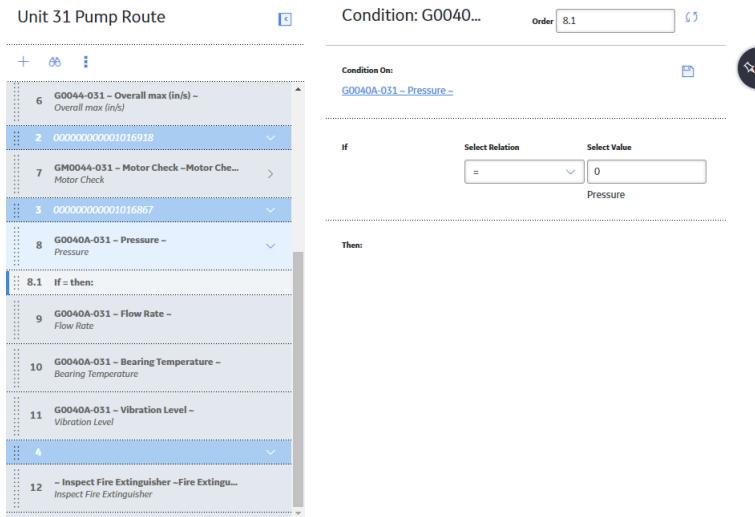 Unit 31 Pump Route
6 G0044-031 ~ Overall max (in/s) ~
Overall max (in/s)
2 000000000001016918
7 GM0044-031 ~ Motor Check ~Motor Che...
Motor Check
3 000000000001016867
8 G0040A-031 ~ Pressure ~
Pressure
8.1 If = then:
9 G0040A-031 ~ Flow Rate ~
Flow Rate
10 G0040A-031 ~ Bearing Temperature ~
Bearing Temperature
11 G0040A-031 ~ Vibration Level ~
Vibration Level
4
12 ~ Inspect Fire Extinguisher ~Fire Extingu...
Inspect Fire Extinguisher
Condition: G0040...
Order 8.1
Condition On:
G0040A-031 ~ Pressure ~
If Select Relation Select Value
= 0
Pressure
Then: